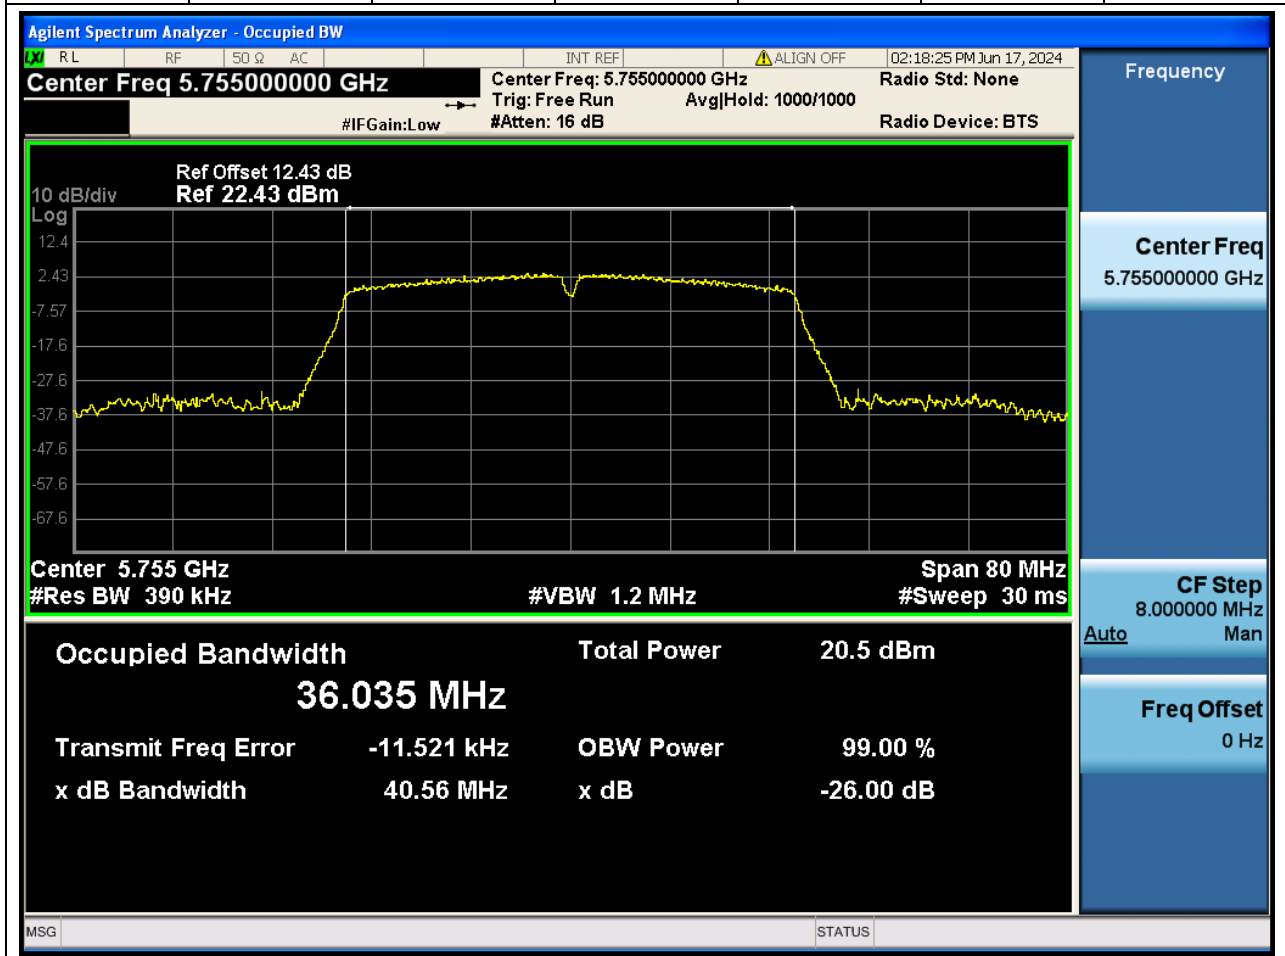 Agilent Spectrum Analyzer - Occupied BW
LXI RL RF 50 Ω AC INT REF ALIGN OFF 02:18:25 PM Jun 17, 2024
Center Freq 5.755000000 GHz
Center Freq: 5.755000000 GHz
Radio Std: None
Trig: Free Run Avg|Hold: 1000/1000
#IFGain:Low
#Atten: 16 dB
Radio Device: BTS
Ref Offset 12.43 dB
10 dB/div Ref 22.43 dBm
Log
12.4
2.43
-7.57
-17.6
-27.6
-37.6
-47.6
-57.6
-67.6
Center 5.755 GHz Span 80 MHz
#Res BW 390 kHz #VBW 1.2 MHz #Sweep 30 ms
Occupied Bandwidth Total Power 20.5 dBm
36.035 MHz
Transmit Freq Error -11.521 kHz OBW Power 99.00 %
x dB Bandwidth 40.56 MHz x dB -26.00 dB
MSG STATUS
Frequency
Center Freq
5.755000000 GHz
CF Step
8.000000 MHz
Auto Man
Freq Offset
0 Hz